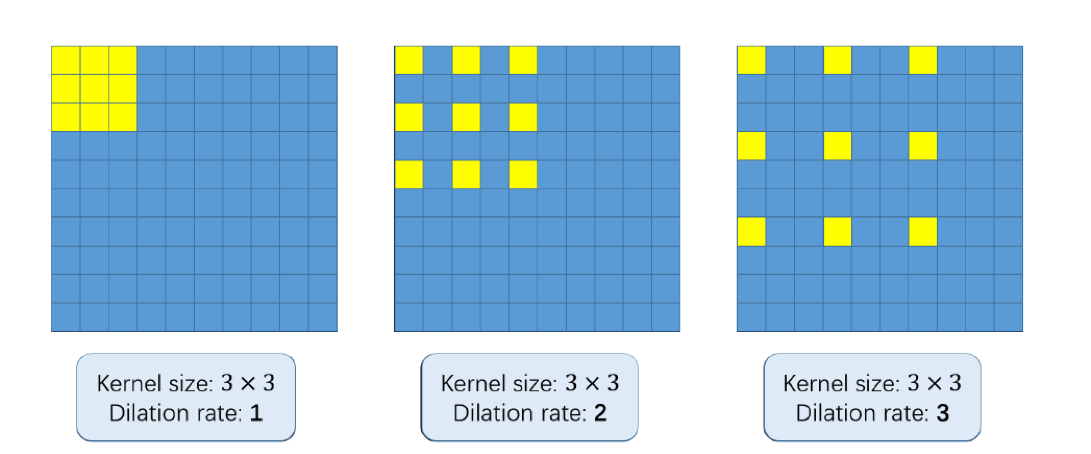 Kernel size: 3 × 3
Dilation rate: 1
Kernel size: 3 × 3
Dilation rate: 2
Kernel size: 3 × 3
Dilation rate: 3